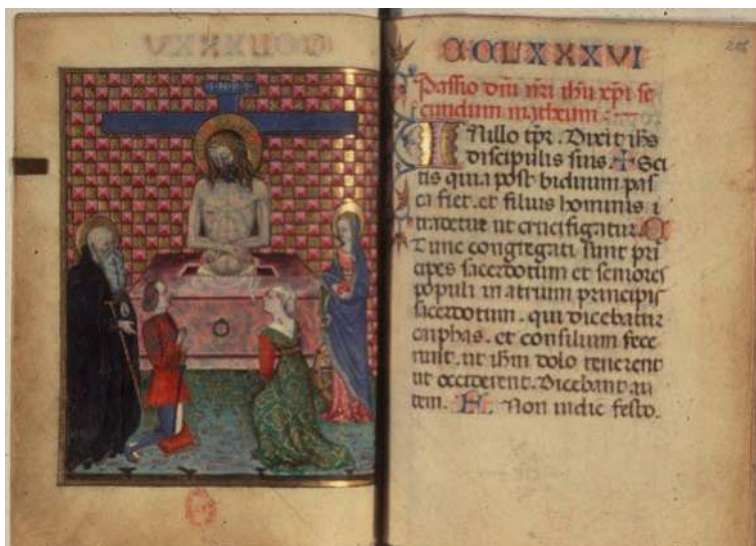 I·N·R·I
CCLXXXVI
286
Passio dni nri ihu xpi se
cundum matheum
IN illo tpr. Dixit ihs
discipulis suis. Sci
tis quia post biduum pas
ca fiet. et filius hominis
tradetur ut crucifigatur.
Tunc congregati sunt pri
cipes sacerdotum et seniores
populi in atrium principis
sacerdotum. qui dicebatur
cayphas. et consilium fece
runt. ut ihm dolo tenerent
ut occiderent. Dicebant au
tem. Non in die festo.